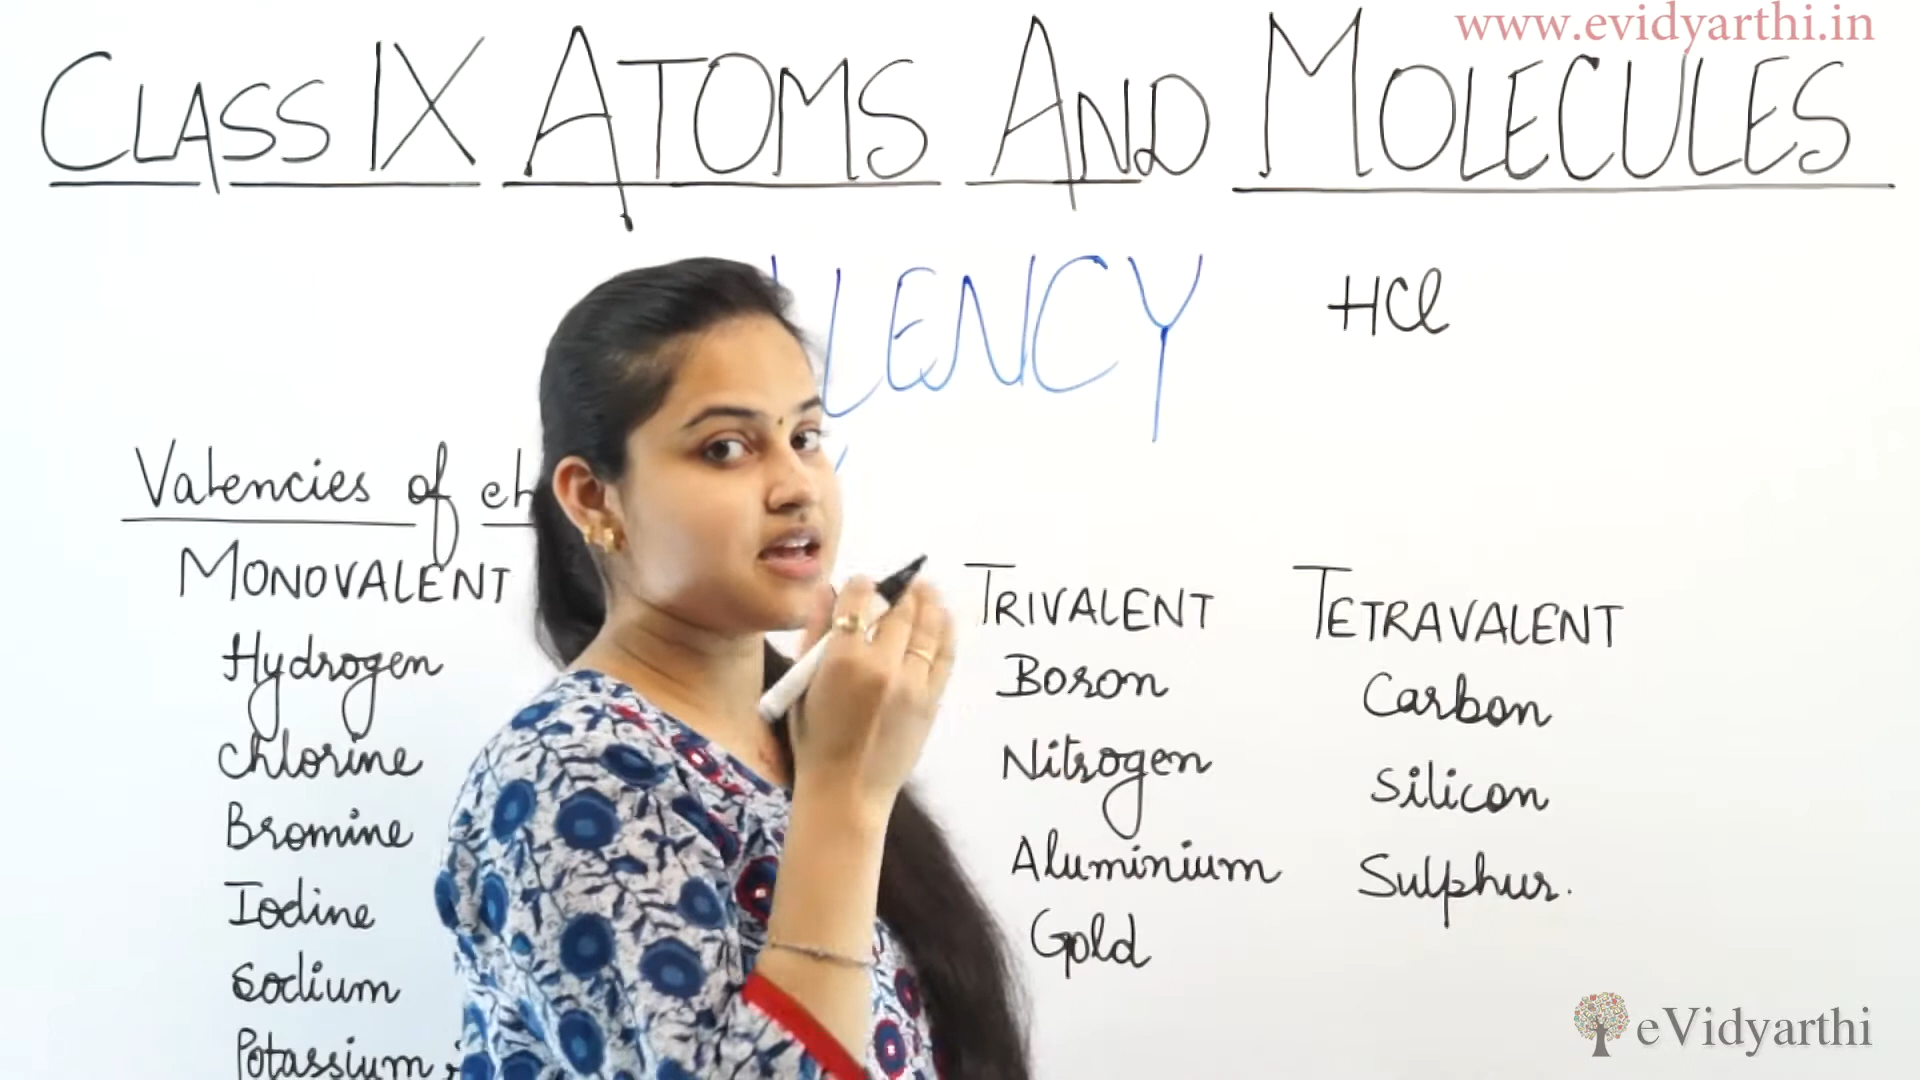 www.evidyarthi.in
CLASS IX ATOMS AND MOLECULES
LENCY HCl
Valencies of
MONOVALENT
Hydrogen
Chlorine
Bromine
Iodine
Sodium
Potassium
TRIVALENT
Boron
Nitrogen
Aluminium
Gold
TETRAVALENT
Carbon
Silicon
Sulphur.
eVidyarthi